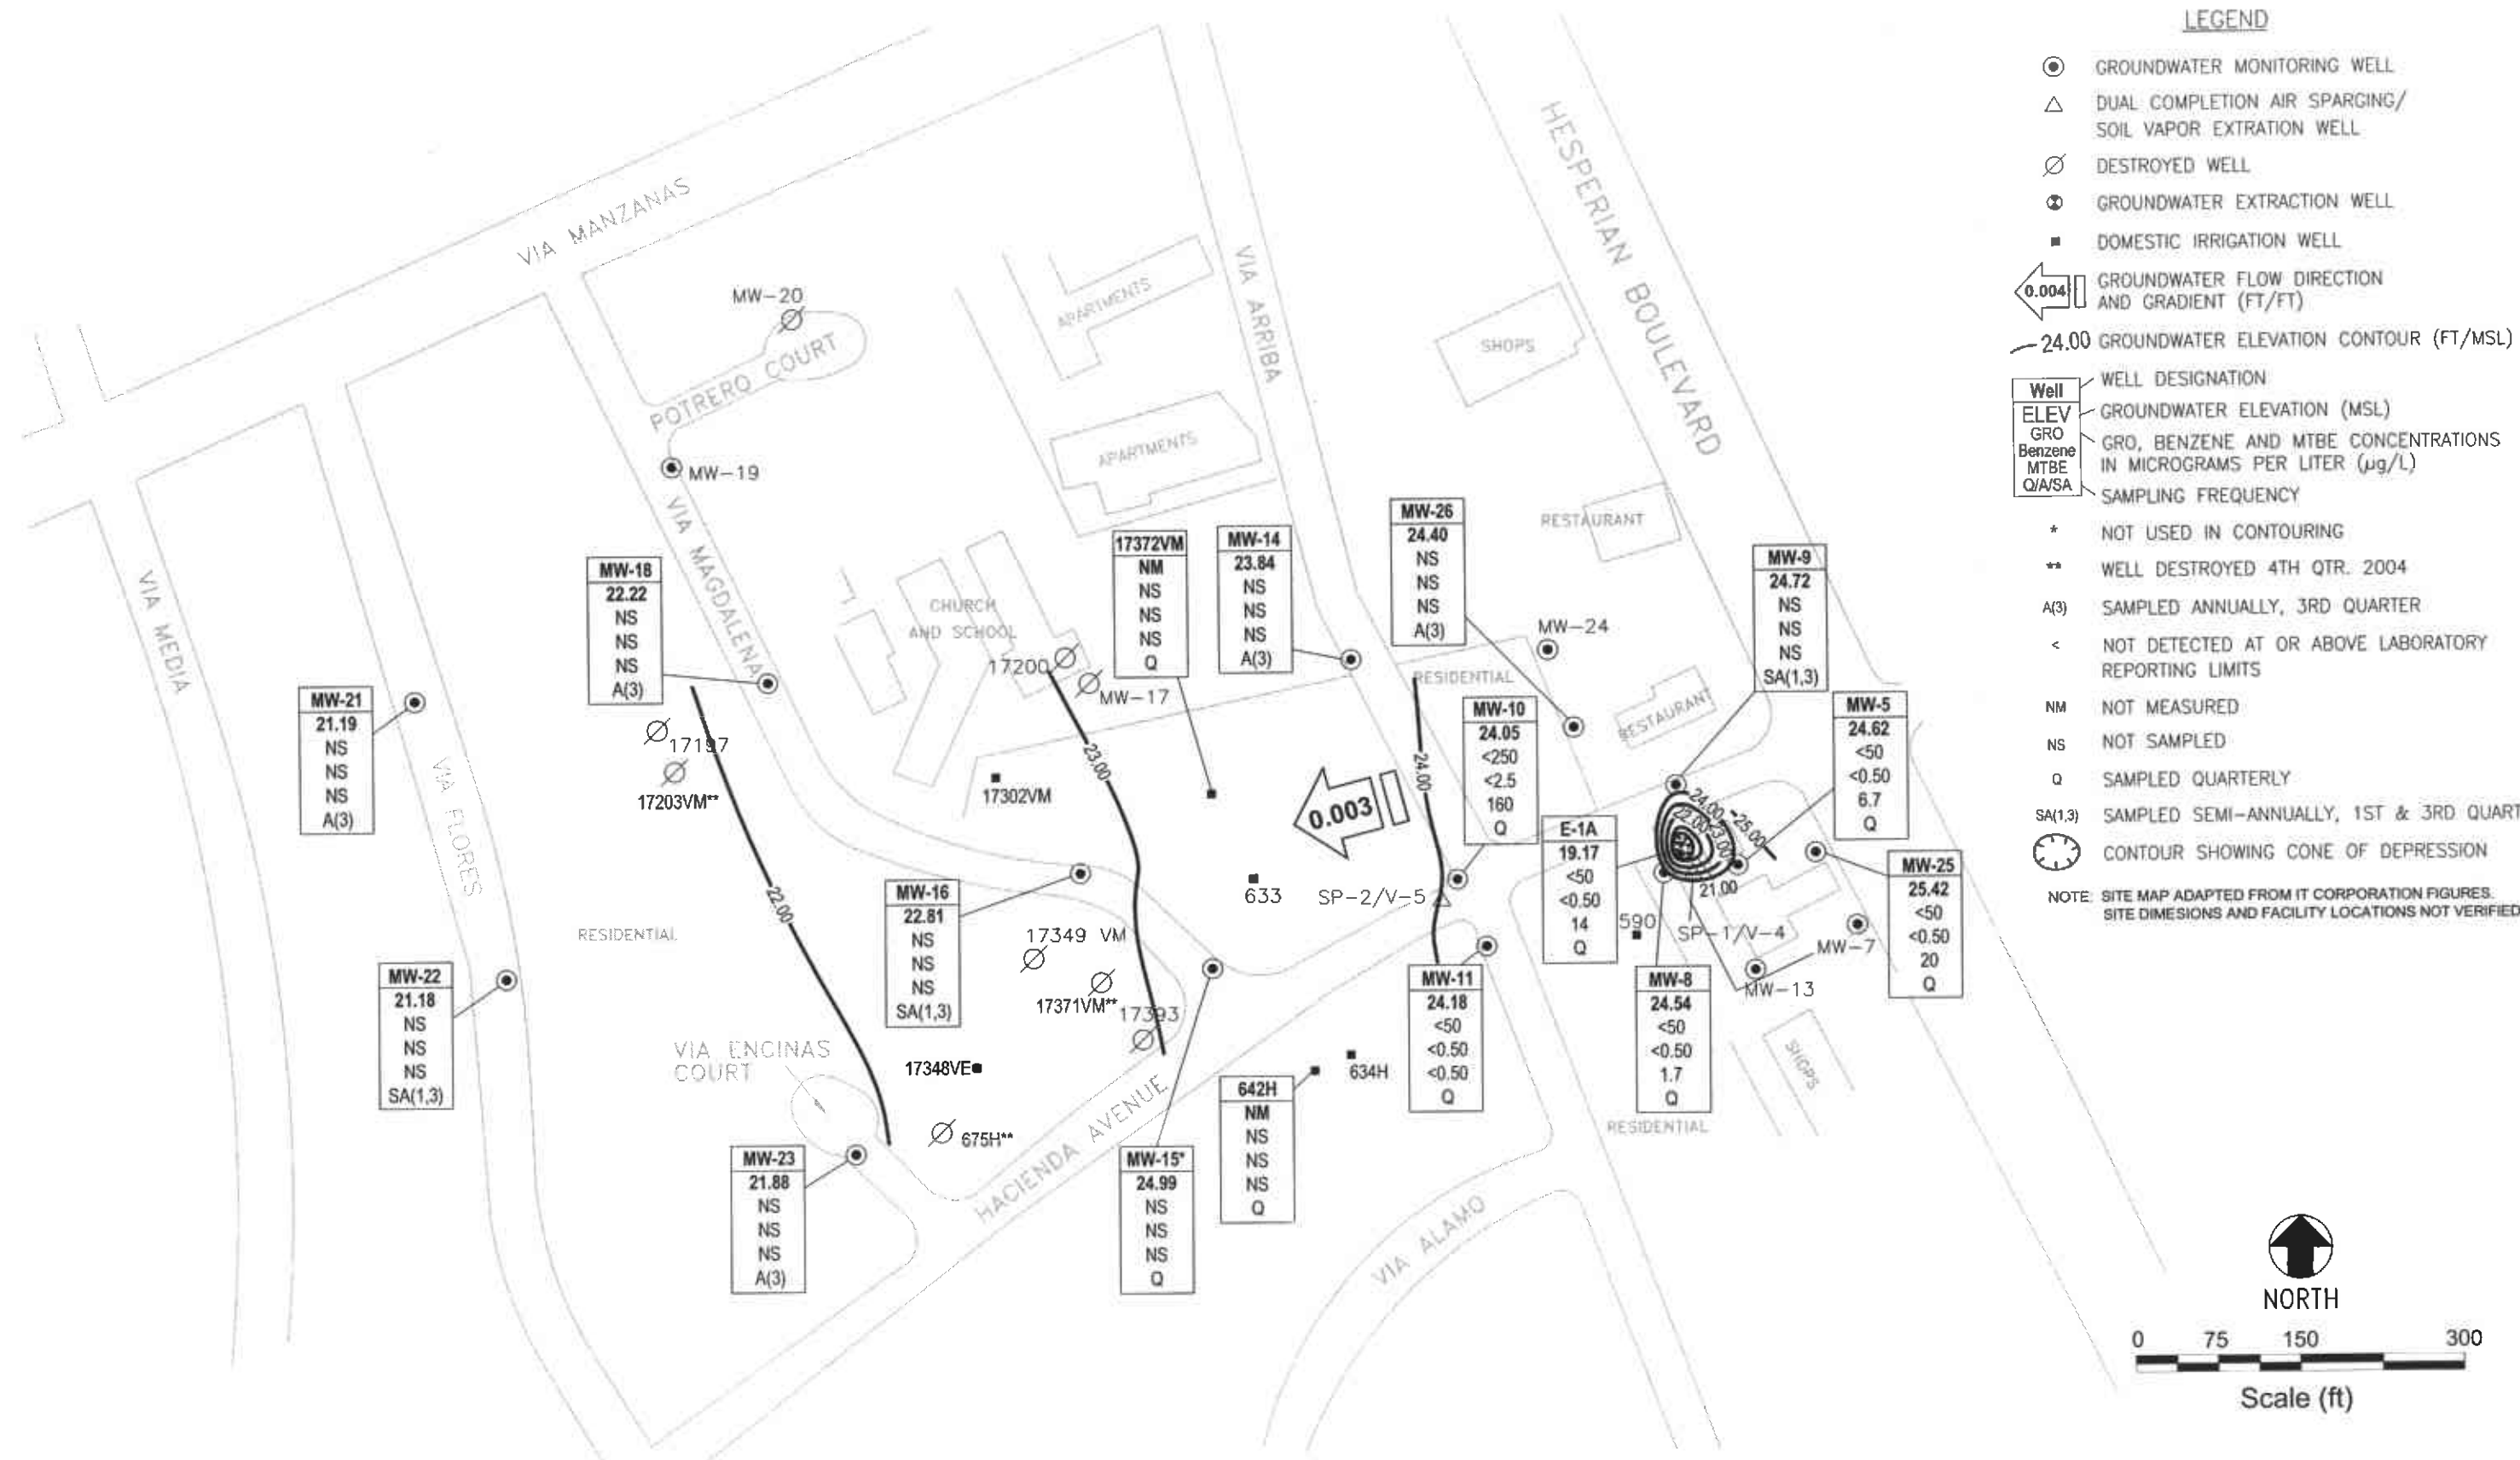 LEGEND
GROUNDWATER MONITORING WELL
DUAL COMPLETION AIR SPARGING/
SOIL VAPOR EXTRATION WELL
DESTROYED WELL
GROUNDWATER EXTRACTION WELL
DOMESTIC IRRIGATION WELL
0.004
GROUNDWATER FLOW DIRECTION
AND GRADIENT (FT/FT)
24.00 GROUNDWATER ELEVATION CONTOUR (FT/MSL)
Well
ELEV
GRO
Benzene
MTBE
Q/A/SA
WELL DESIGNATION
GROUNDWATER ELEVATION (MSL)
GRO, BENZENE AND MTBE CONCENTRATIONS
IN MICROGRAMS PER LITER (µg/L)
SAMPLING FREQUENCY
* NOT USED IN CONTOURING
** WELL DESTROYED 4TH QTR. 2004
A(3) SAMPLED ANNUALLY, 3RD QUARTER
< NOT DETECTED AT OR ABOVE LABORATORY
REPORTING LIMITS
NM NOT MEASURED
NS NOT SAMPLED
Q SAMPLED QUARTERLY
SA(1,3) SAMPLED SEMI-ANNUALLY, 1ST & 3RD QUART
CONTOUR SHOWING CONE OF DEPRESSION
NOTE: SITE MAP ADAPTED FROM IT CORPORATION FIGURES.
SITE DIMESIONS AND FACILITY LOCATIONS NOT VERIFIED
VIA MANZANAS
HESPERIAN BOULEVARD
VIA ARRIBA
APARTMENTS
APARTMENTS
SHOPS
MW-20
POTRERO COURT
MW-19
VIA MAGDALENA
VIA MEDIA
VIA FLORES
CHURCH
AND SCHOOL
RESTAURANT
RESTAURANT
RESIDENTIAL
MW-24
17200
MW-17
MW-18
22.22
NS
NS
NS
A(3)
17372VM
NM
NS
NS
NS
Q
MW-14
23.84
NS
NS
NS
A(3)
MW-26
24.40
NS
NS
NS
A(3)
MW-9
24.72
NS
NS
NS
SA(1,3)
MW-21
21.19
NS
NS
NS
A(3)
17197
17203VM**
17302VM
23.00
0.003
24.00
MW-10
24.05
<250
<2.5
160
Q
MW-5
24.62
<50
<0.50
6.7
Q
E-1A
19.17
<50
<0.50
14
Q
24.00
25.00
22.00
23.00
21.00
MW-25
25.42
<50
<0.50
20
Q
22.00
MW-16
22.81
NS
NS
NS
SA(1,3)
633
SP-2/V-5
590
SP-1/V-4
MW-7
MW-13
RESIDENTIAL
17349 VM
17371VM**
17393
MW-22
21.18
NS
NS
NS
SA(1,3)
MW-11
24.18
<50
<0.50
<0.50
Q
MW-8
24.54
<50
<0.50
1.7
Q
VIA ENCINAS
COURT
17348VE
634H
642H
NM
NS
NS
NS
Q
SHOPS
RESIDENTIAL
675H**
HACIENDA AVENUE
MW-23
21.88
NS
NS
NS
A(3)
MW-15*
24.99
NS
NS
NS
Q
VIA ALAMO
NORTH
0 75 150 300
Scale (ft)